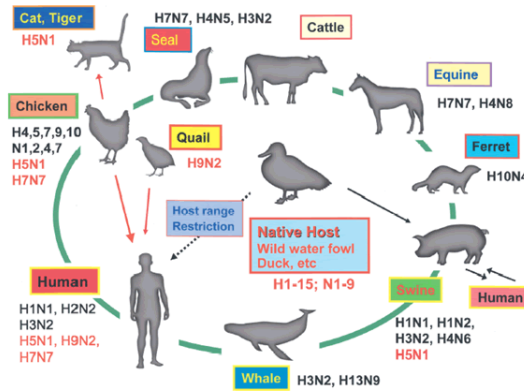 Cat, Tiger
H5N1
H7N7, H4N5, H3N2
Seal
Cattle
Equine
H7N7, H4N8
Chicken
H4,5,7,9,10
N1,2,4,7
H5N1
H7N7
Quail
H9N2
Ferret
H10N4
Host range
Restriction
Native Host
Wild water fowl
Duck, etc
H1-15; N1-9
Human
H1N1, H2N2
H3N2
H5N1, H9N2,
H7N7
Swine
Human
H1N1, H1N2,
H3N2, H4N6
H5N1
Whale
H3N2, H13N9